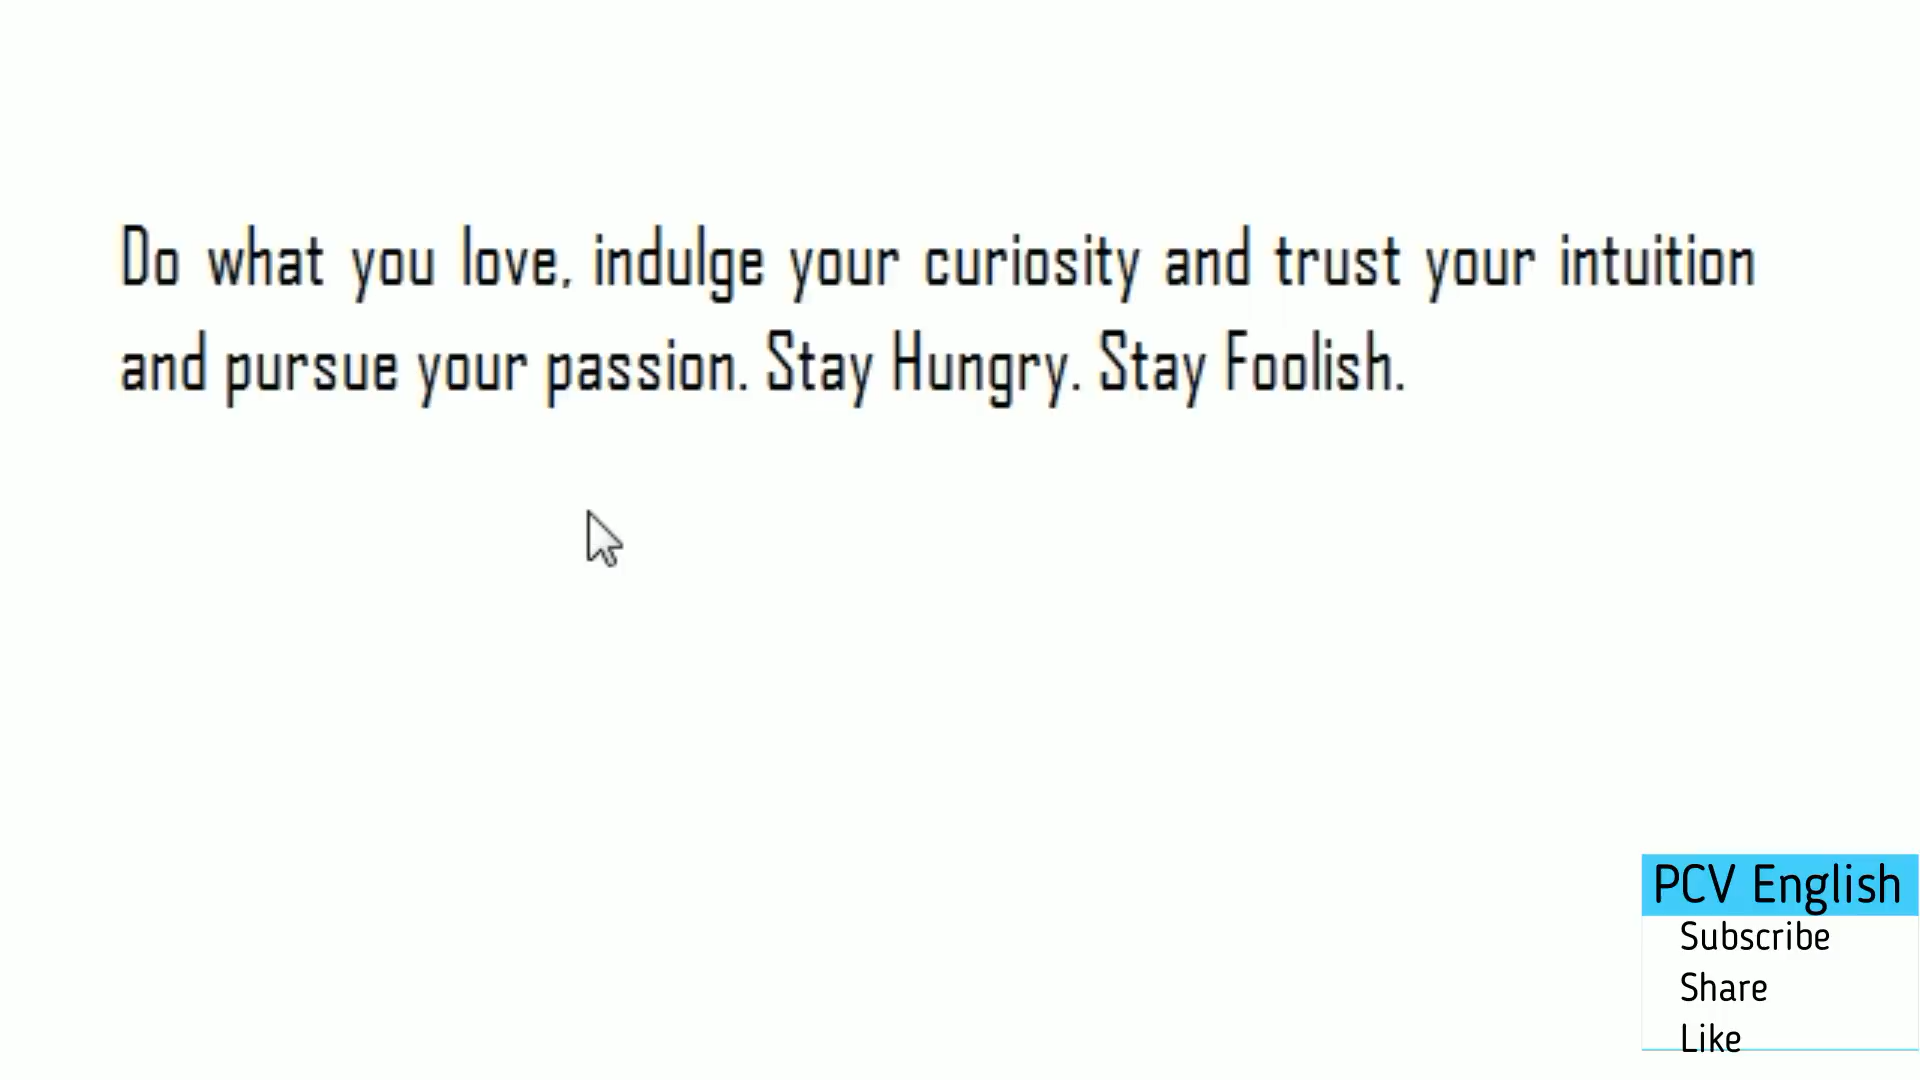 Do what you love, indulge your curiosity and trust your intuition
and pursue your passion. Stay Hungry. Stay Foolish.
PCV English
Subscribe
Share
Like